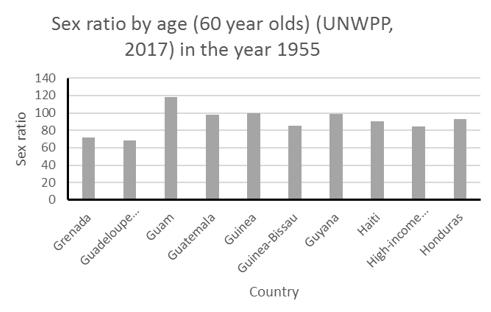 Sex ratio by age (60 year olds) (UNWPP,
2017) in the year 1955
140
120
100
80
60
40
20
0
Sex ratio
Grenada
Guadeloupe...
Guam
Guatemala
Guinea
Guinea-Bissau
Guyana
Haiti
High-income...
Honduras
Country